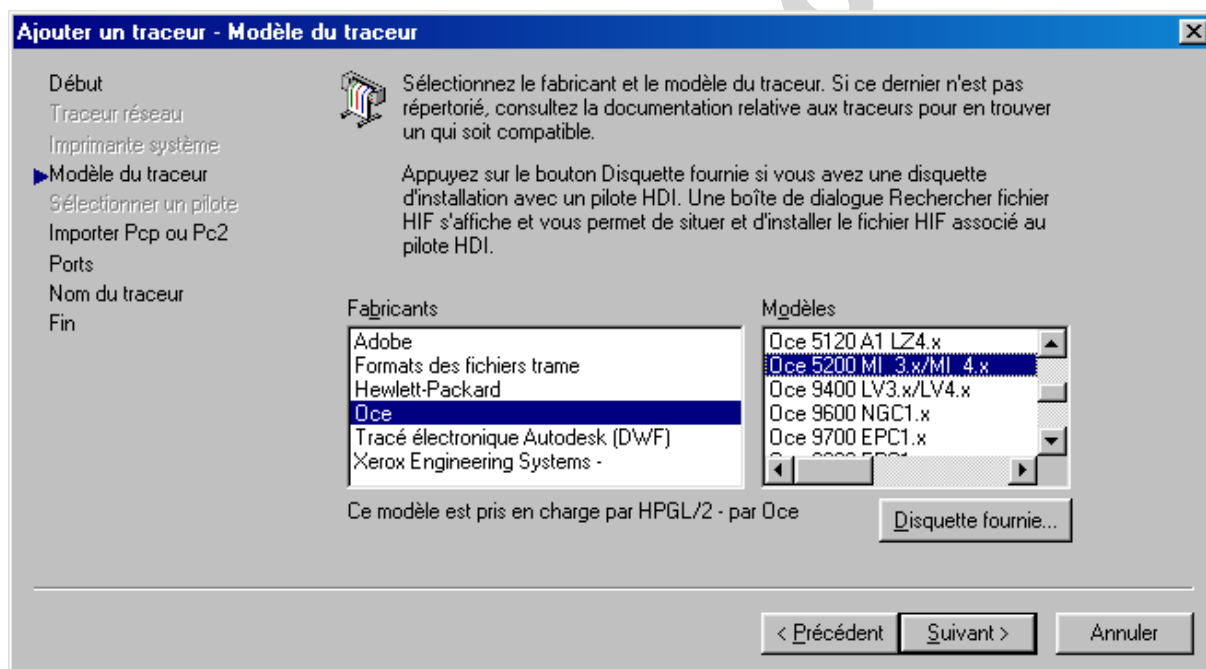 Ajouter un traceur - Modèle du traceur
Début
Traceur réseau
Imprimante système
Modèle du traceur
Sélectionner un pilote
Importer Pcp ou Pc2
Ports
Nom du traceur
Fin
Sélectionnez le fabricant et le modèle du traceur. Si ce dernier n'est pas
répertorié, consultez la documentation relative aux traceurs pour en trouver
un qui soit compatible.
Appuyez sur le bouton Disquette fournie si vous avez une disquette
d'installation avec un pilote HDI. Une boîte de dialogue Rechercher fichier
HIF s'affiche et vous permet de situer et d'installer le fichier HIF associé au
pilote HDI.
Fabricants
Adobe
Formats des fichiers trame
Hewlett-Packard
Oce
Tracé électronique Autodesk (DWF)
Xerox Engineering Systems -
Modèles
Oce 5120 A1 LZ4.x
Oce 5200 MI_3.x/MI_4.x
Oce 9400 LV3.x/LV4.x
Oce 9600 NGC1.x
Oce 9700 EPC1.x
Ce modèle est pris en charge par HPGL/2 - par Oce
Disquette fournie...
< Précédent
Suivant >
Annuler